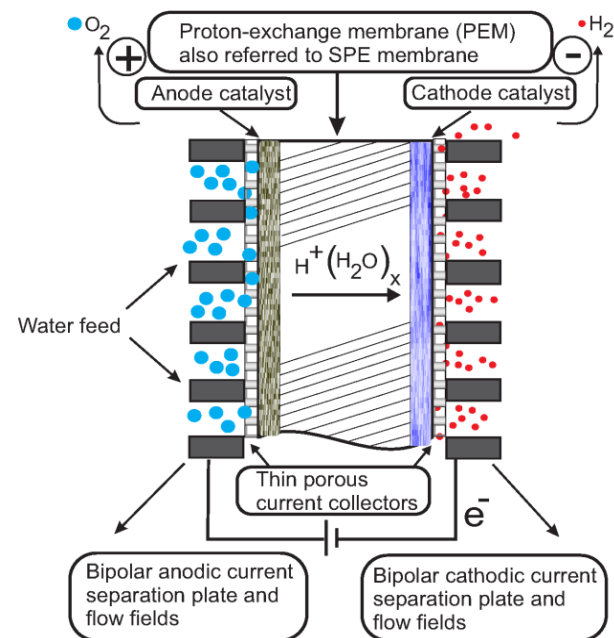 O₂
H₂
Proton-exchange membrane (PEM)
also referred to SPE membrane
+
−
Anode catalyst
Cathode catalyst
H⁺(H₂O)ₓ
Water feed
Thin porous
current collectors
e⁻
Bipolar anodic current
separation plate and
flow fields
Bipolar cathodic current
separation plate and
flow fields